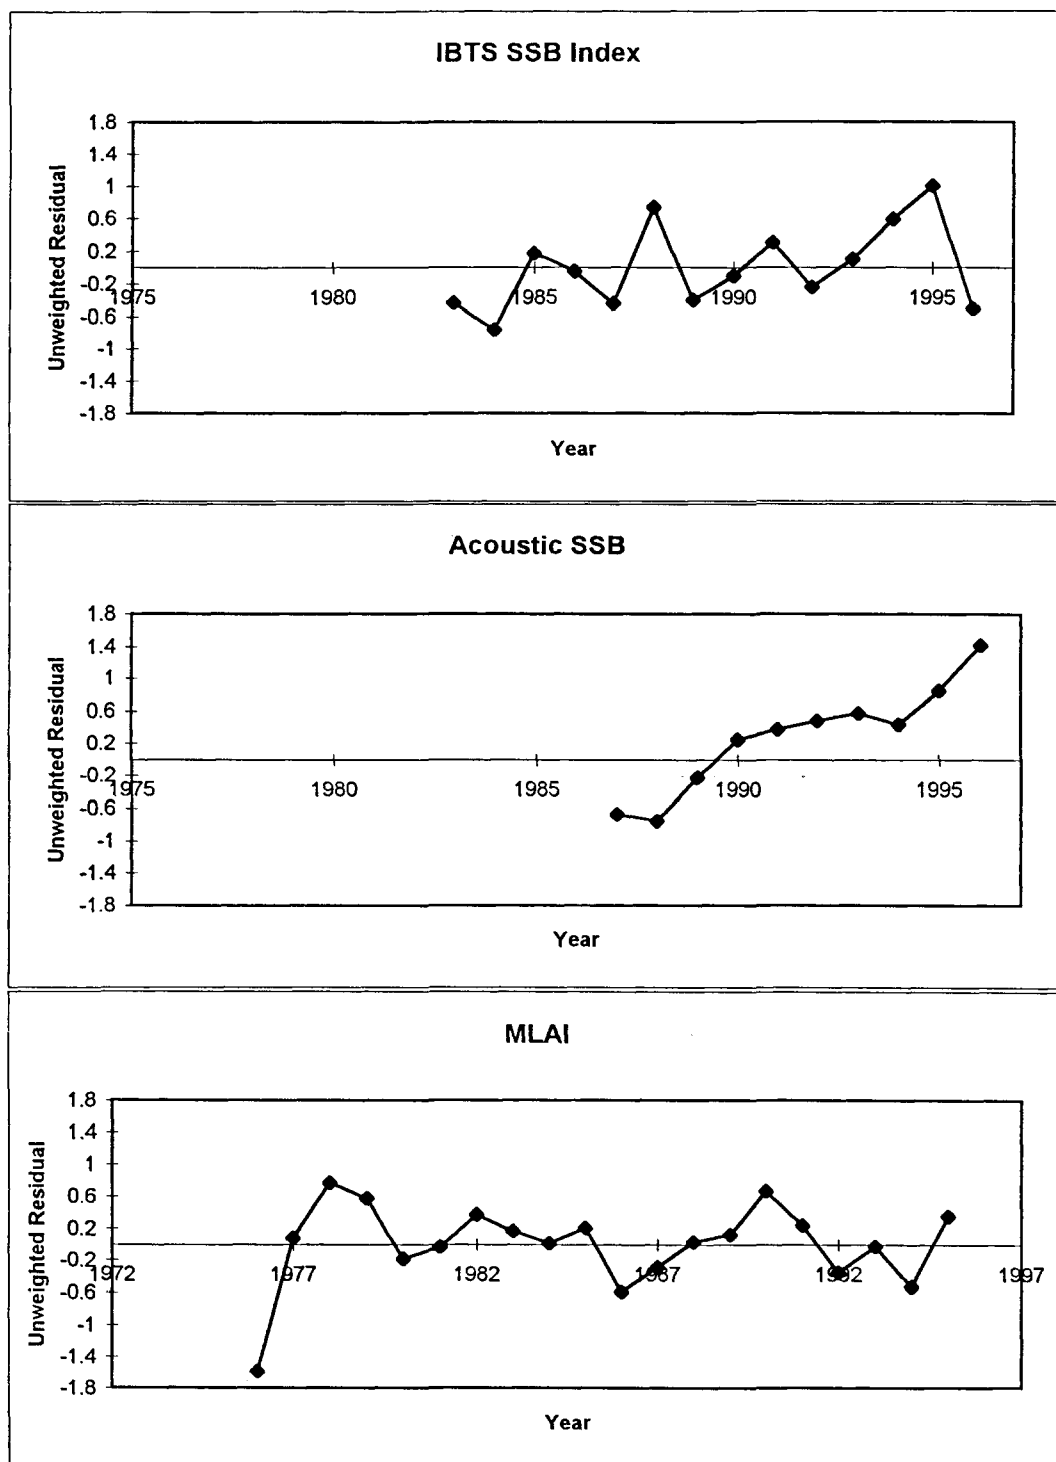 IBTS SSB Index
Unweighted Residual
1.8
1.4
1
0.6
0.2
-0.2
-0.6
-1
-1.4
-1.8
1975 1980 1985 1990 1995
Year
Acoustic SSB
Unweighted Residual
1.8
1.4
1
0.6
0.2
-0.2
-0.6
-1
-1.4
-1.8
1975 1980 1985 1990 1995
Year
MLAI
Unweighted Residual
1.8
1.4
1
0.6
0.2
-0.2
-0.6
-1
-1.4
-1.8
1972 1977 1982 1987 1992 1997
Year